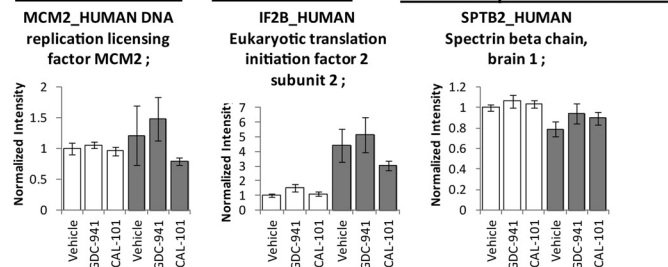 MCM2_HUMAN DNA
replication licensing
factor MCM2 ;
Normalized Intensity
2
1.5
1
0.5
0
Vehicle
GDC-941
CAL-101
Vehicle
GDC-941
CAL-101
IF2B_HUMAN
Eukaryotic translation
initiation factor 2
subunit 2 ;
Normalized Intensity
7
6
5
4
3
2
1
0
Vehicle
GDC-941
CAL-101
Vehicle
GDC-941
CAL-101
SPTB2_HUMAN
Spectrin beta chain,
brain 1 ;
Normalized Intensity
1.2
1
0.8
0.6
0.4
0.2
0
Vehicle
GDC-941
CAL-101
Vehicle
GDC-941
CAL-101